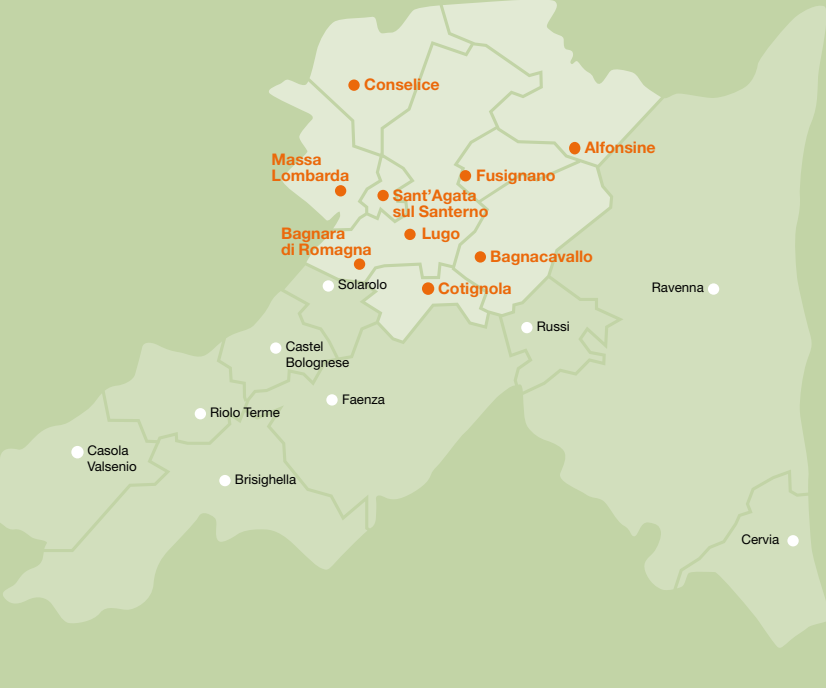 Conselice
Alfonsine
Massa
Lombarda
Fusignano
Sant'Agata
sul Santerno
Bagnara
di Romagna
Lugo
Bagnacavallo
Solarolo
Cotignola
Ravenna
Russi
Castel
Bolognese
Faenza
Riolo Terme
Casola
Valsenio
Brisighella
Cervia